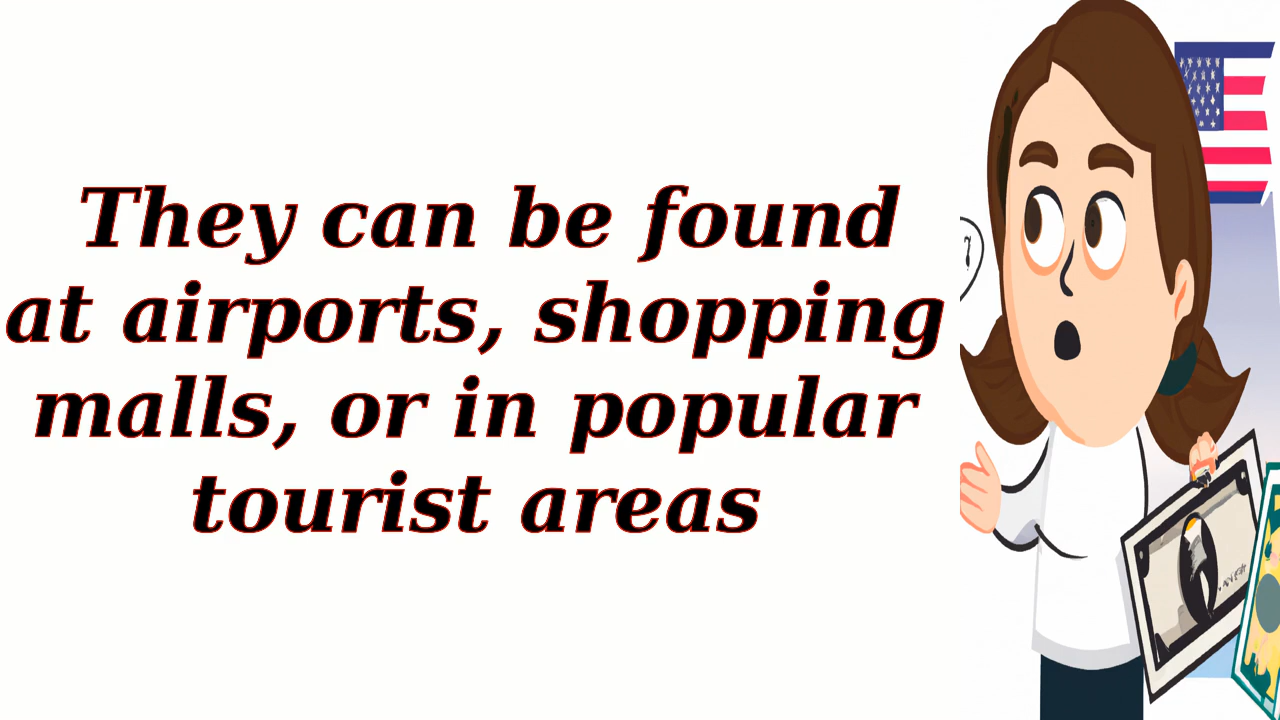 They can be found
at airports, shopping
malls, or in popular
tourist areas